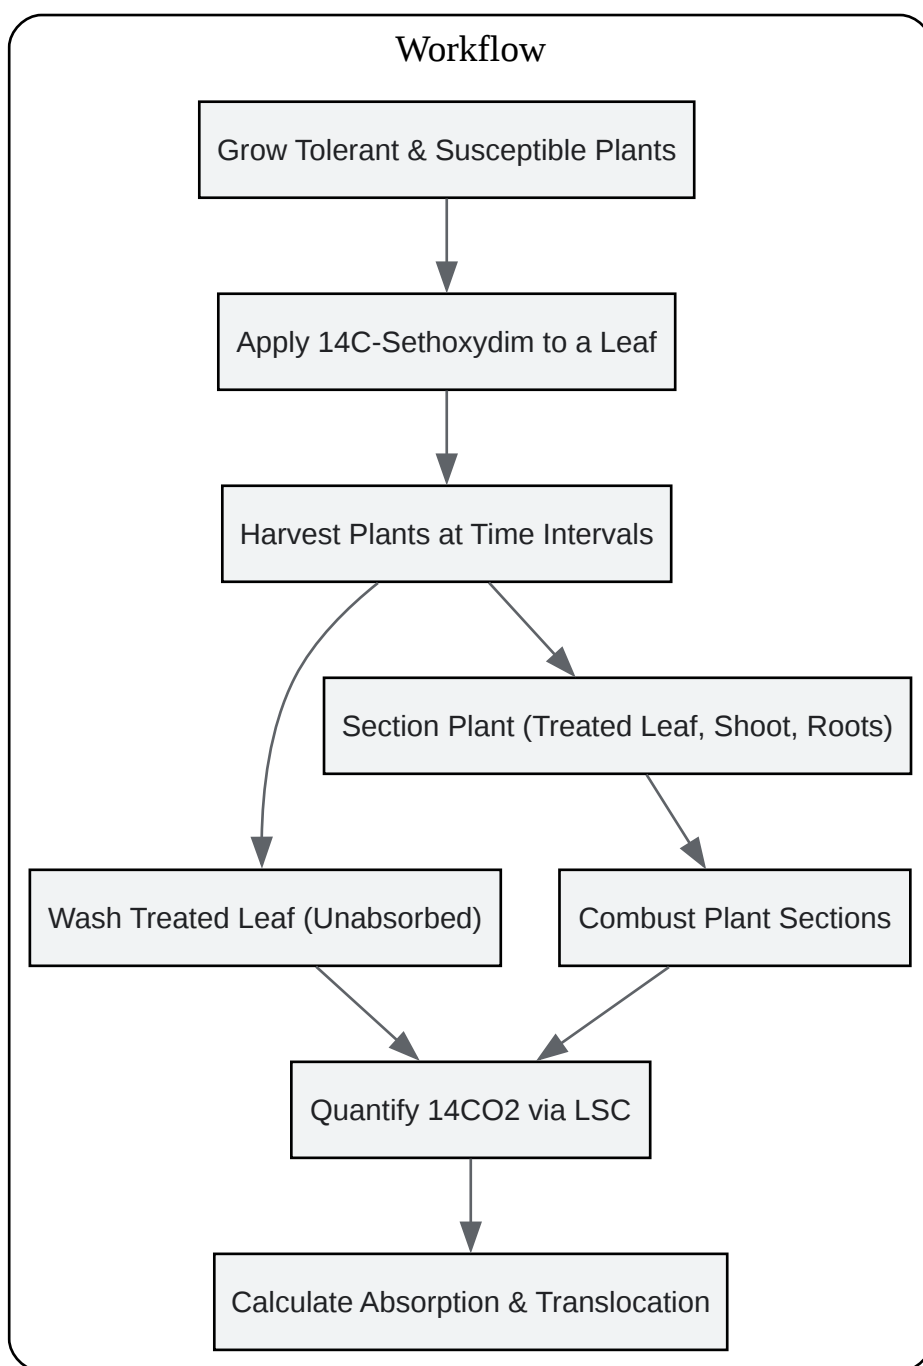 Workflow
Grow Tolerant & Susceptible Plants
Apply 14C-Sethoxydim to a Leaf
Harvest Plants at Time Intervals
Section Plant (Treated Leaf, Shoot, Roots)
Wash Treated Leaf (Unabsorbed)
Combust Plant Sections
Quantify 14CO2 via LSC
Calculate Absorption & Translocation